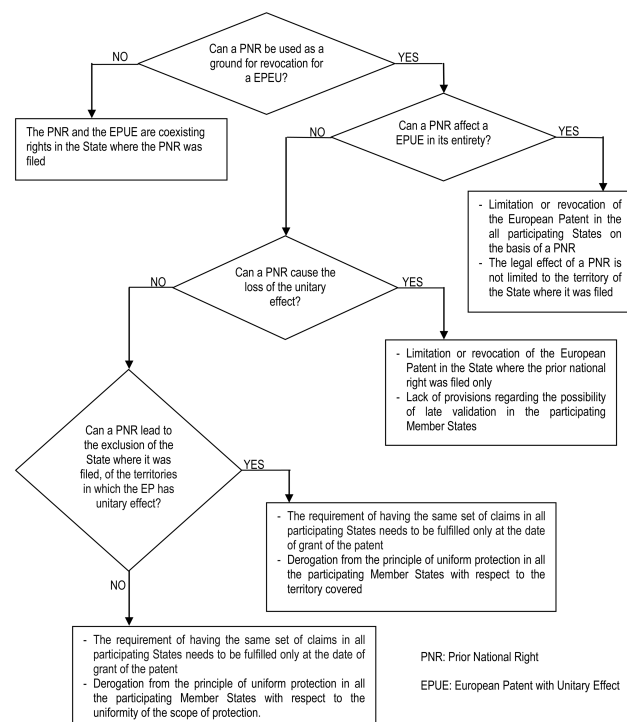 Can a PNR be used as a
ground for revocation for
a EPEU?
NO
YES
The PNR and the EPUE are coexisting
rights in the State where the PNR was
filed
Can a PNR affect a
EPUE in its entirety?
NO
YES
- Limitation or revocation of
the European Patent in the
all participating States on
the basis of a PNR
- The legal effect of a PNR is
not limited to the territory of
the State where it was filed
Can a PNR cause the
loss of the unitary
effect?
NO
YES
- Limitation or revocation of the European
Patent in the State where the prior national
right was filed only
- Lack of provisions regarding the possibility
of late validation in the participating
Member States
Can a PNR lead to
the exclusion of the
State where it was
filed, of the territories
in which the EP has
unitary effect?
YES
- The requirement of having the same set of claims in all
participating States needs to be fulfilled only at the date
of grant of the patent
- Derogation from the principle of uniform protection in all
the participating Member States with respect to the
territory covered
NO
- The requirement of having the same set of claims in all
participating States needs to be fulfilled only at the date of
grant of the patent
- Derogation from the principle of uniform protection in all
the participating Member States with respect to the
uniformity of the scope of protection.
PNR: Prior National Right
EPUE: European Patent with Unitary Effect